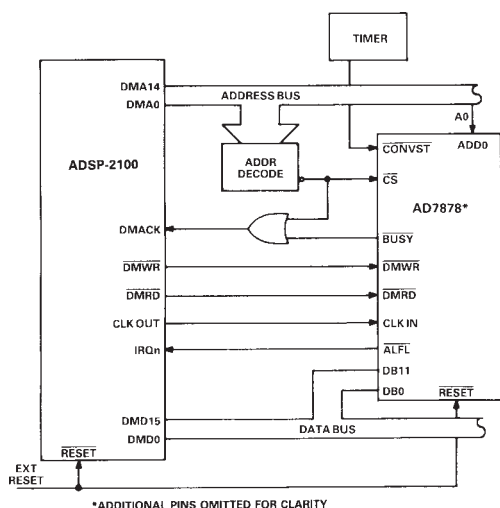 TIMER
DMA14
DMA0
ADDRESS BUS
A0
ADD0
ADSP-2100
ADDR
DECODE
CONVST
CS
AD7878*
DMACK
BUSY
DMWR
DMWR
DMRD
DMRD
CLK OUT
CLK IN
IRQn
ALFL
DB11
DB0
DMD15
RESET
DATA BUS
RESET
DMD0
EXT
RESET
*ADDITIONAL PINS OMITTED FOR CLARITY